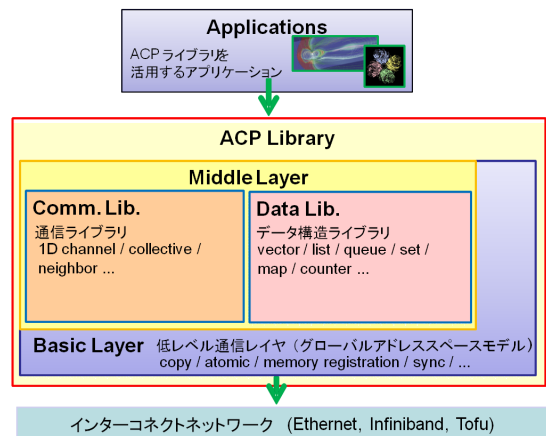 Applications
ACP ライブラリを
活用するアプリケーション
ACP Library
Middle Layer
Comm. Lib.
通信ライブラリ
1D channel / collective /
neighbor ...
Data Lib.
データ構造ライブラリ
vector / list / queue / set /
map / counter ...
Basic Layer 低レベル通信レイヤ（グローバルアドレススペースモデル）
copy / atomic / memory registration / sync / ...
インターコネクトネットワーク (Ethernet, Infiniband, Tofu)